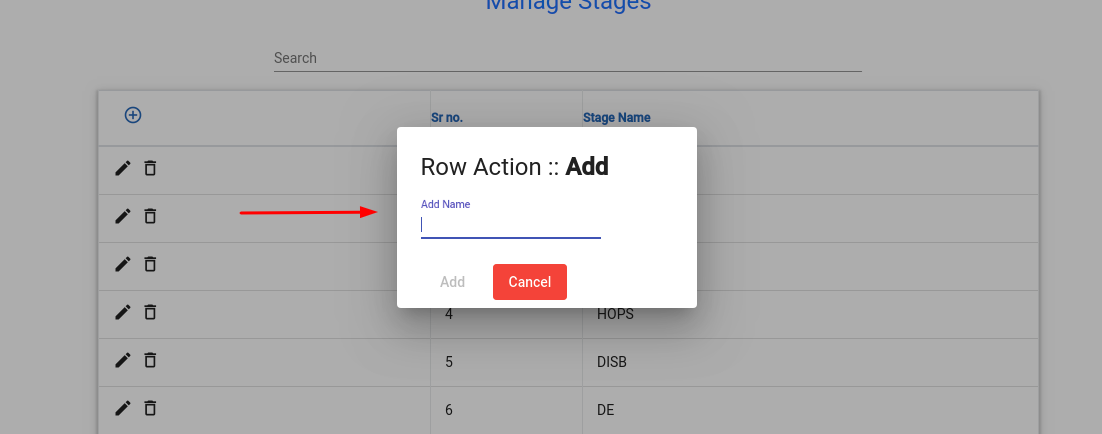 Manage Stages
Search
Sr no.
Stage Name
Row Action :: Add
Add Name
Add
Cancel
4
HOPS
5
DISB
6
DE